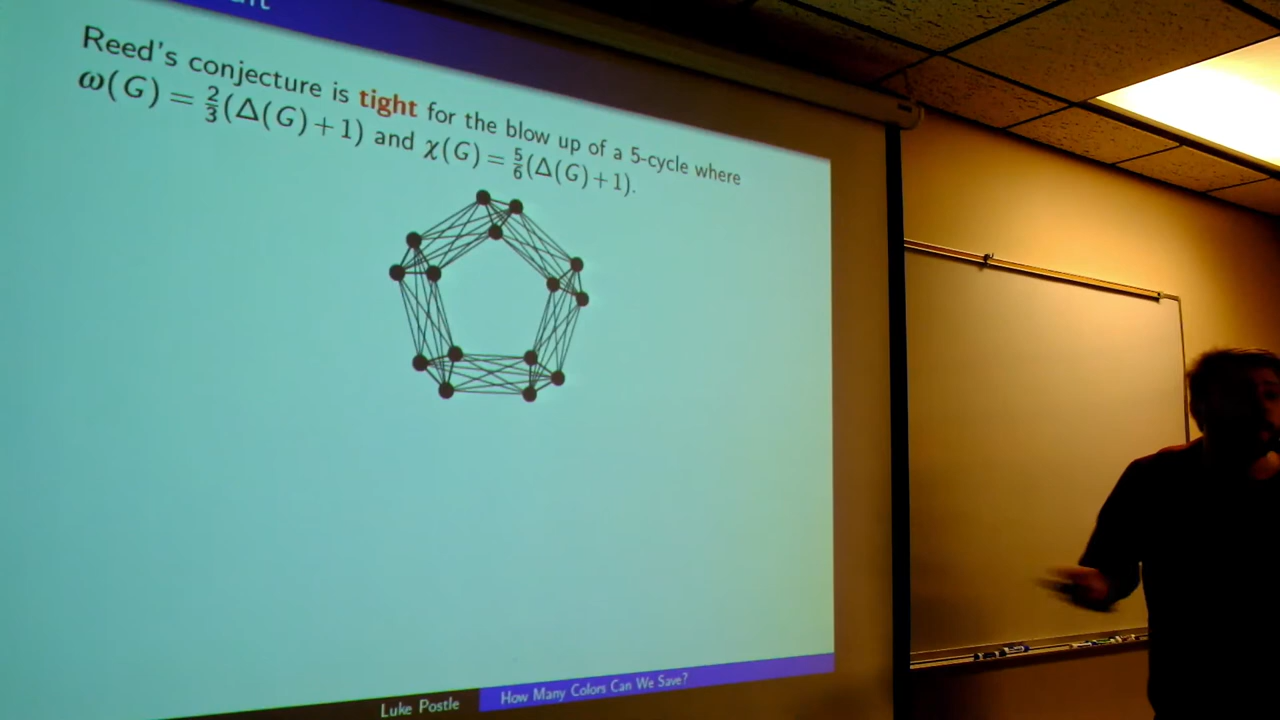 Reed's conjecture is tight for the blow up of a 5-cycle where
ω(G) = 2/3(Δ(G)+1) and χ(G) = 5/6(Δ(G)+1).
Luke Postle
How Many Colors Can We Save?